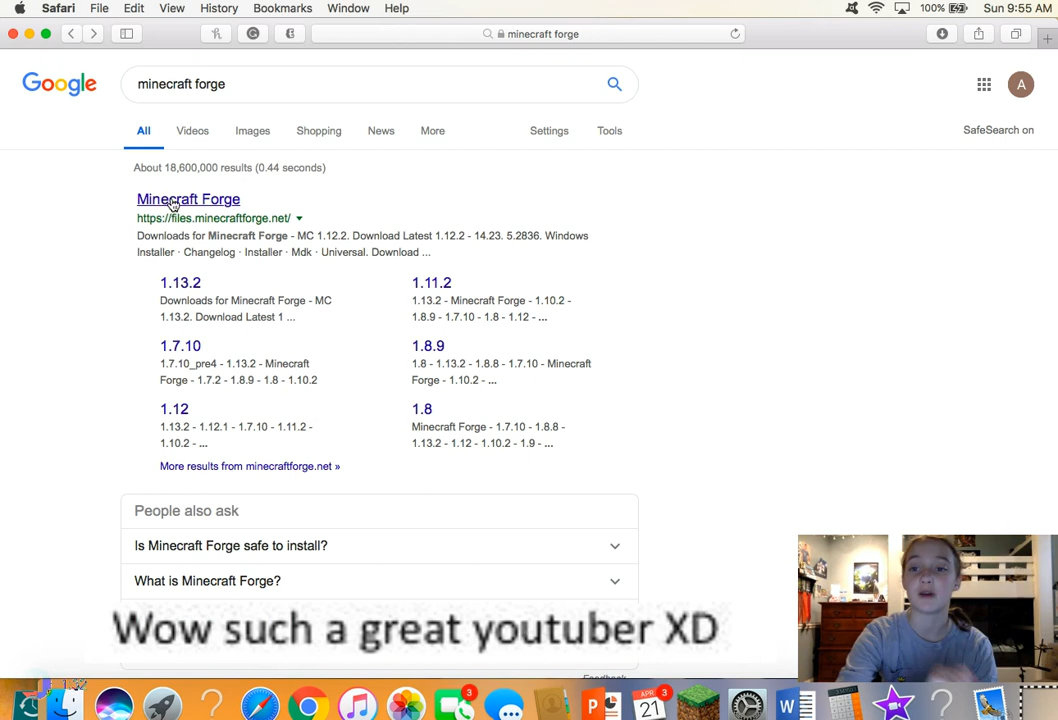 Safari File Edit View History Bookmarks Window Help 100% Sun 9:55 AM
minecraft forge
Google minecraft forge A
All Videos Images Shopping News More Settings Tools SafeSearch on
About 18,600,000 results (0.44 seconds)
Minecraft Forge
https://files.minecraftforge.net/
Downloads for Minecraft Forge - MC 1.12.2. Download Latest 1.12.2 - 14.23. 5.2836. Windows
Installer · Changelog · Installer · Mdk · Universal. Download ...
1.13.2
Downloads for Minecraft Forge - MC
1.13.2. Download Latest 1 ...
1.11.2
1.13.2 - Minecraft Forge - 1.10.2 -
1.8.9 - 1.7.10 - 1.8 - 1.12 - ...
1.7.10
1.7.10_pre4 - 1.13.2 - Minecraft
Forge - 1.7.2 - 1.8.9 - 1.8 - 1.10.2
1.8.9
1.8 - 1.13.2 - 1.8.8 - 1.7.10 - Minecraft
Forge - 1.10.2 - ...
1.12
1.13.2 - 1.12.1 - 1.7.10 - 1.11.2 -
1.10.2 - ...
1.8
Minecraft Forge - 1.7.10 - 1.8.8 -
1.13.2 - 1.12 - 1.10.2 - 1.9 - ...
More results from minecraftforge.net »
People also ask
Is Minecraft Forge safe to install?
What is Minecraft Forge?
Wow such a great youtuber XD
3 APR 21 3